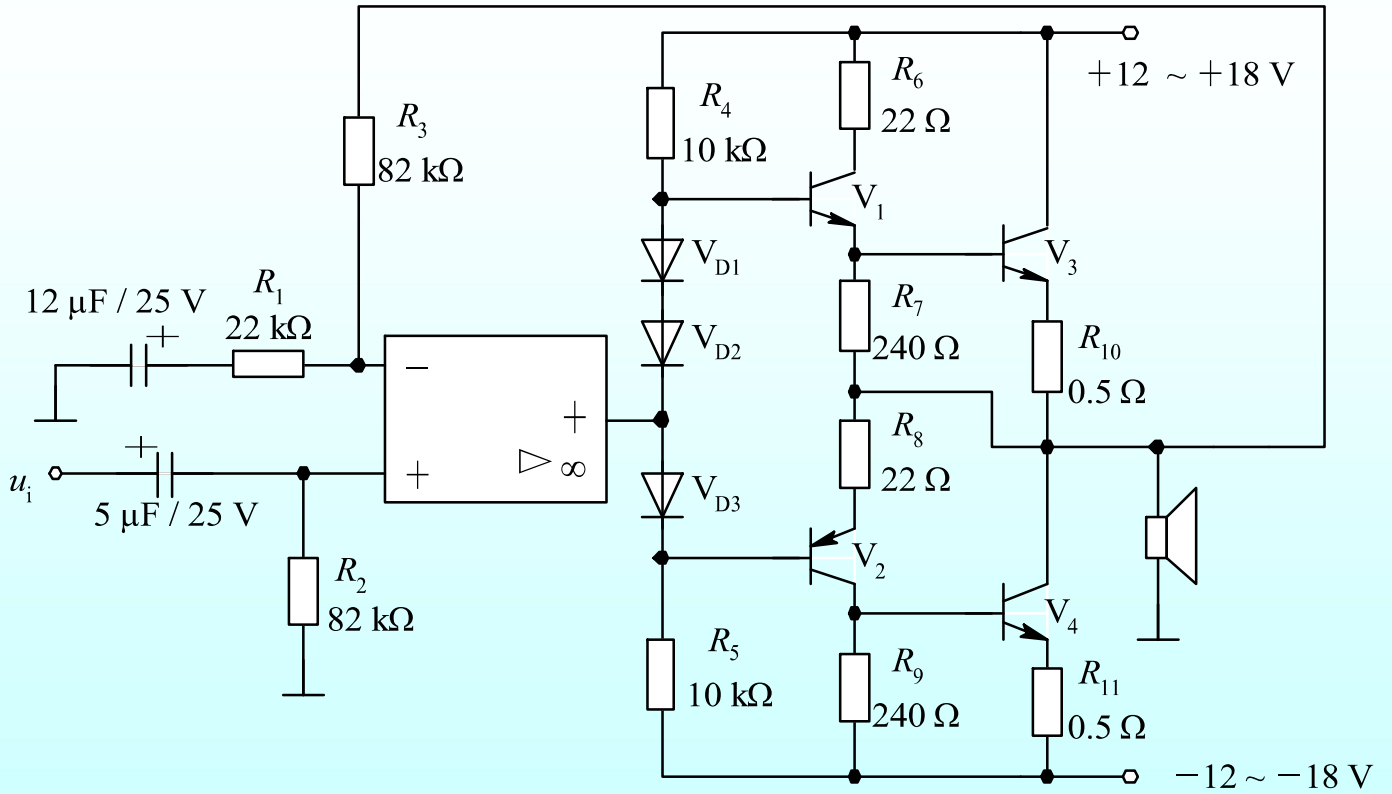 +12 ~ +18 V
R6
22 Ω
R4
10 kΩ
R3
82 kΩ
V1
VD1
V3
12 μF / 25 V
+
R1
22 kΩ
R7
240 Ω
VD2
R10
0.5 Ω
−
+
▷ ∞
+
R8
22 Ω
+
ui
5 μF / 25 V
VD3
V2
R2
82 kΩ
V4
R5
10 kΩ
R9
240 Ω
R11
0.5 Ω
−12 ~ −18 V